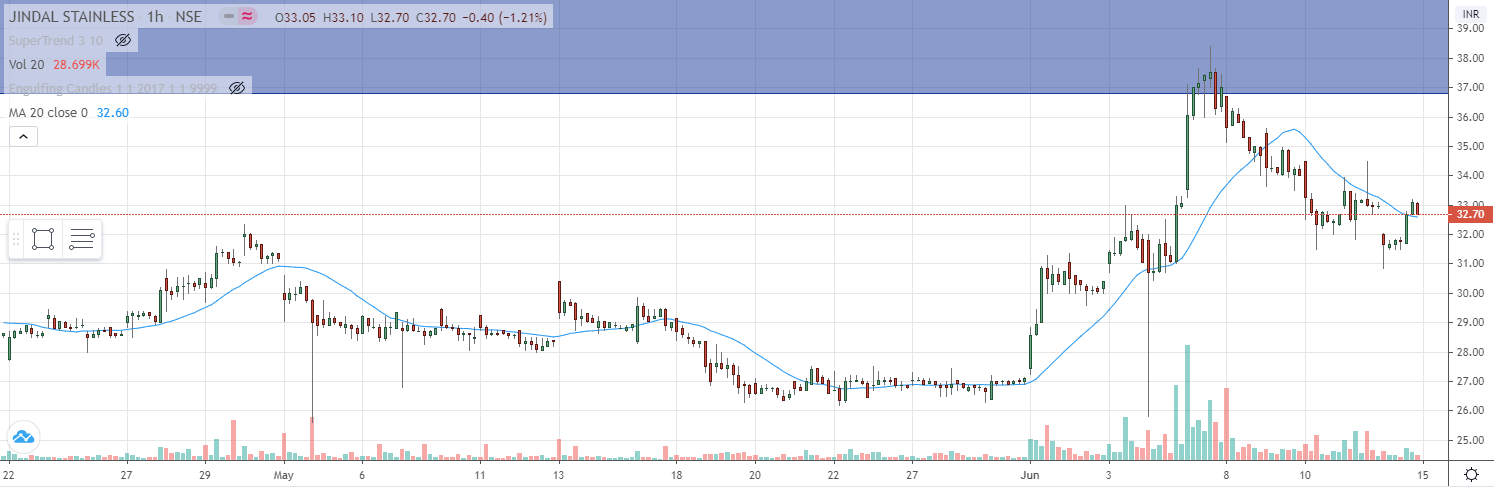 JINDAL STAINLESS 1h NSE O33.05 H33.10 L32.70 C32.70 −0.40 (−1.21%)
INR
SuperTrend 3 10
Vol 20 28.699K
Engulfing Candles 1 1 2017 1 1 9999
MA 20 close 0 32.60
39.00
38.00
37.00
36.00
35.00
34.00
33.00
32.70
32.00
31.00
30.00
29.00
28.00
27.00
26.00
25.00
22 27 29 May 6 11 13 18 20 22 27 Jun 3 8 10 15